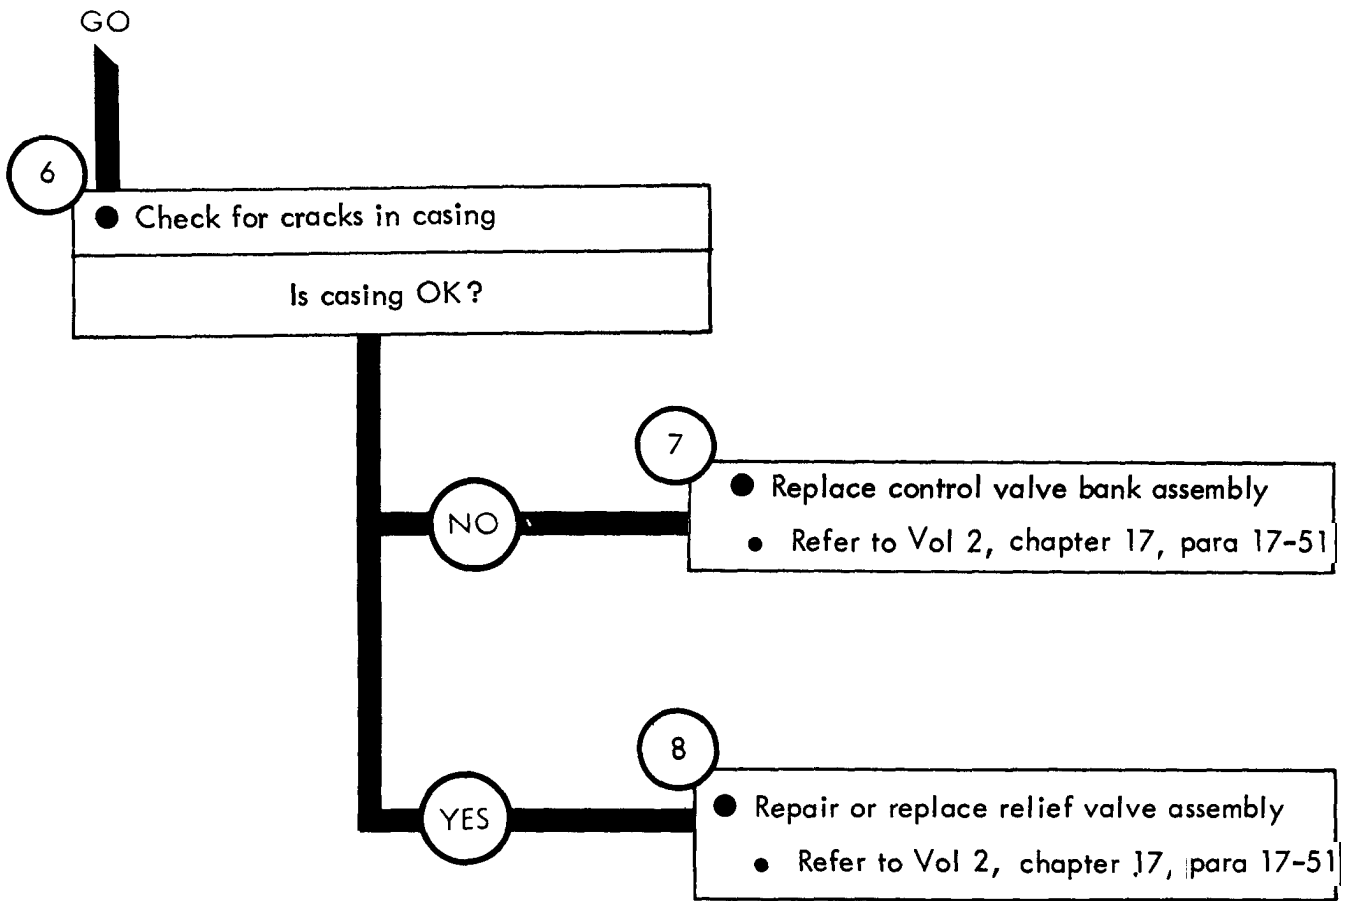 GO
6
● Check for cracks in casing
Is casing OK?
7
NO
● Replace control valve bank assembly
● Refer to Vol 2, chapter 17, para 17-51
8
YES
● Repair or replace relief valve assembly
● Refer to Vol 2, chapter 17, para 17-51